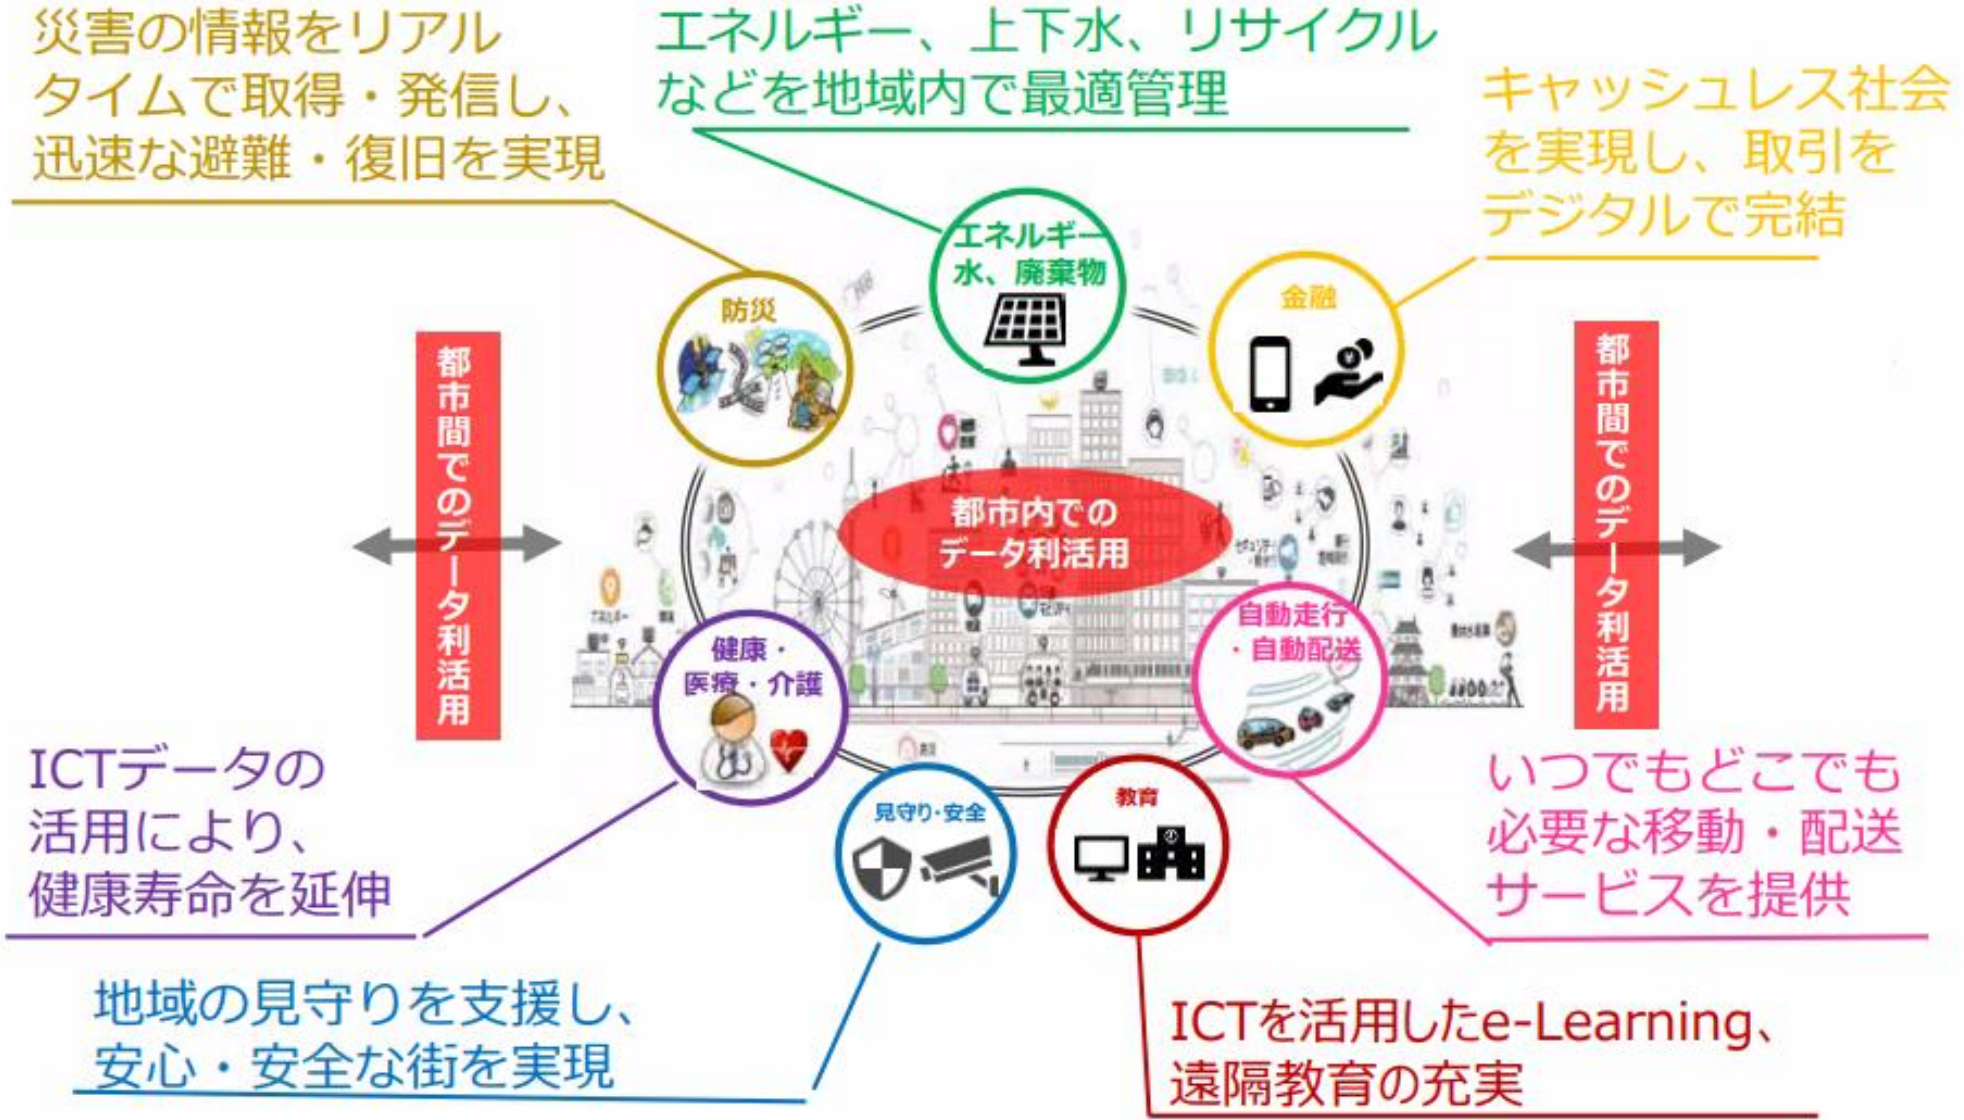 災害の情報をリアル
タイムで取得・発信し、
迅速な避難・復旧を実現
エネルギー、上下水、リサイクル
などを地域内で最適管理
キャッシュレス社会
を実現し、取引を
デジタルで完結
エネルギー
水、廃棄物
防災
金融
都市間でのデータ利活用
都市内での
データ利活用
都市間でのデータ利活用
健康・
医療・介護
自動走行
・自動配送
見守り・安全
教育
ICTデータの
活用により、
健康寿命を延伸
いつでもどこでも
必要な移動・配送
サービスを提供
地域の見守りを支援し、
安心・安全な街を実現
ICTを活用したe-Learning、
遠隔教育の充実